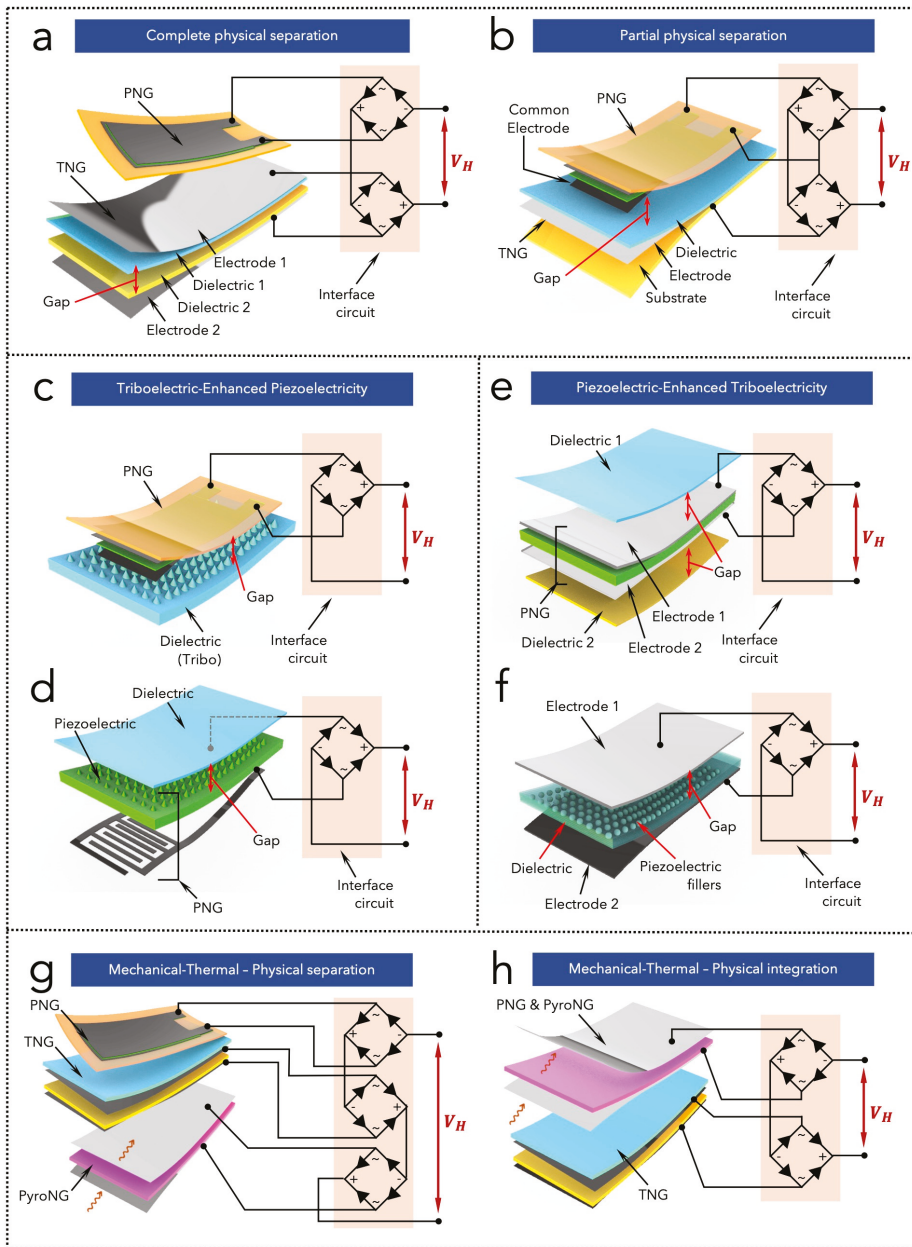 a
Complete physical separation
PNG
TNG
Gap
Electrode 1
Dielectric 1
Dielectric 2
Electrode 2
~
+
-
~
~
-
+
~
V_H
Interface
circuit
b
Partial physical separation
Common
Electrode
PNG
TNG
Gap
Dielectric
Electrode
Substrate
~
+
-
~
~
-
+
~
V_H
Interface
circuit
c
Triboelectric-Enhanced Piezoelectricity
PNG
Gap
Dielectric
(Tribo)
~
-
+
~
V_H
Interface
circuit
d
Dielectric
Piezoelectric
Gap
PNG
~
-
+
~
V_H
Interface
circuit
e
Piezoelectric-Enhanced Triboelectricity
Dielectric 1
Gap
PNG
Electrode 1
Dielectric 2
Electrode 2
~
-
+
~
V_H
Interface
circuit
f
Electrode 1
Gap
Dielectric
Piezoelectric
fillers
Electrode 2
~
-
+
~
V_H
Interface
circuit
g
Mechanical-Thermal – Physical separation
PNG
TNG
PyroNG
~
+
-
~
~
-
+
~
~
+
-
~
V_H
h
Mechanical-Thermal – Physical integration
PNG & PyroNG
TNG
~
+
-
~
~
-
+
~
V_H